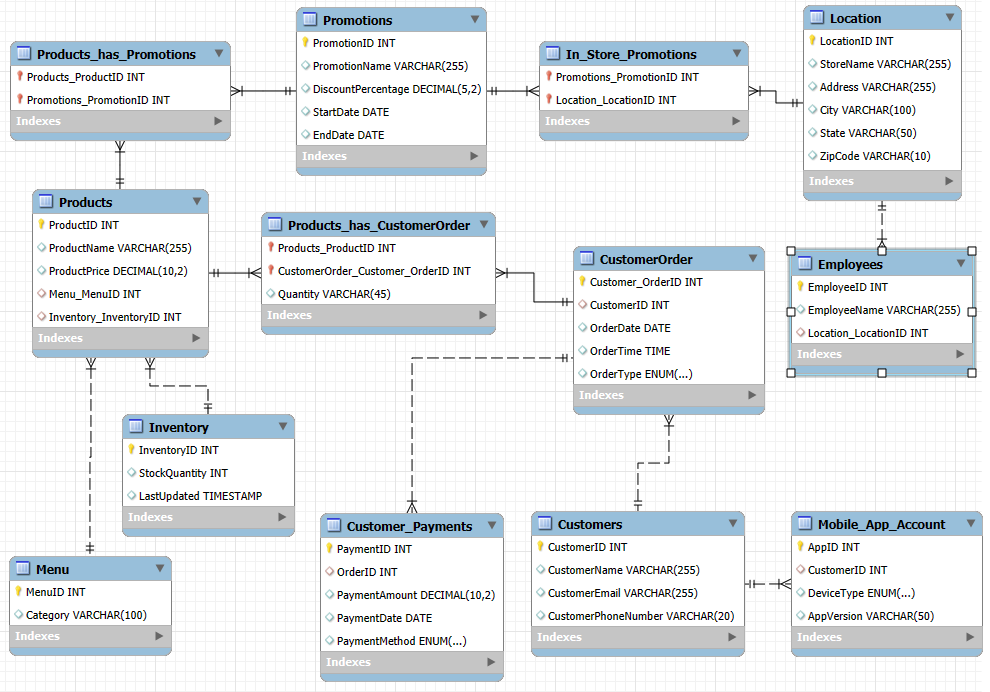 Products_has_Promotions
Products_ProductID INT
Promotions_PromotionID INT
Indexes
Promotions
PromotionID INT
PromotionName VARCHAR(255)
DiscountPercentage DECIMAL(5,2)
StartDate DATE
EndDate DATE
Indexes
In_Store_Promotions
Promotions_PromotionID INT
Location_LocationID INT
Indexes
Location
LocationID INT
StoreName VARCHAR(255)
Address VARCHAR(255)
City VARCHAR(100)
State VARCHAR(50)
ZipCode VARCHAR(10)
Indexes
Products
ProductID INT
ProductName VARCHAR(255)
ProductPrice DECIMAL(10,2)
Menu_MenuID INT
Inventory_InventoryID INT
Indexes
Products_has_CustomerOrder
Products_ProductID INT
CustomerOrder_Customer_OrderID INT
Quantity VARCHAR(45)
Indexes
CustomerOrder
Customer_OrderID INT
CustomerID INT
OrderDate DATE
OrderTime TIME
OrderType ENUM(...)
Indexes
Employees
EmployeeID INT
EmployeeName VARCHAR(255)
Location_LocationID INT
Indexes
Inventory
InventoryID INT
StockQuantity INT
LastUpdated TIMESTAMP
Indexes
Menu
MenuID INT
Category VARCHAR(100)
Indexes
Customer_Payments
PaymentID INT
OrderID INT
PaymentAmount DECIMAL(10,2)
PaymentDate DATE
PaymentMethod ENUM(...)
Indexes
Customers
CustomerID INT
CustomerName VARCHAR(255)
CustomerEmail VARCHAR(255)
CustomerPhoneNumber VARCHAR(20)
Indexes
Mobile_App_Account
AppID INT
CustomerID INT
DeviceType ENUM(...)
AppVersion VARCHAR(50)
Indexes